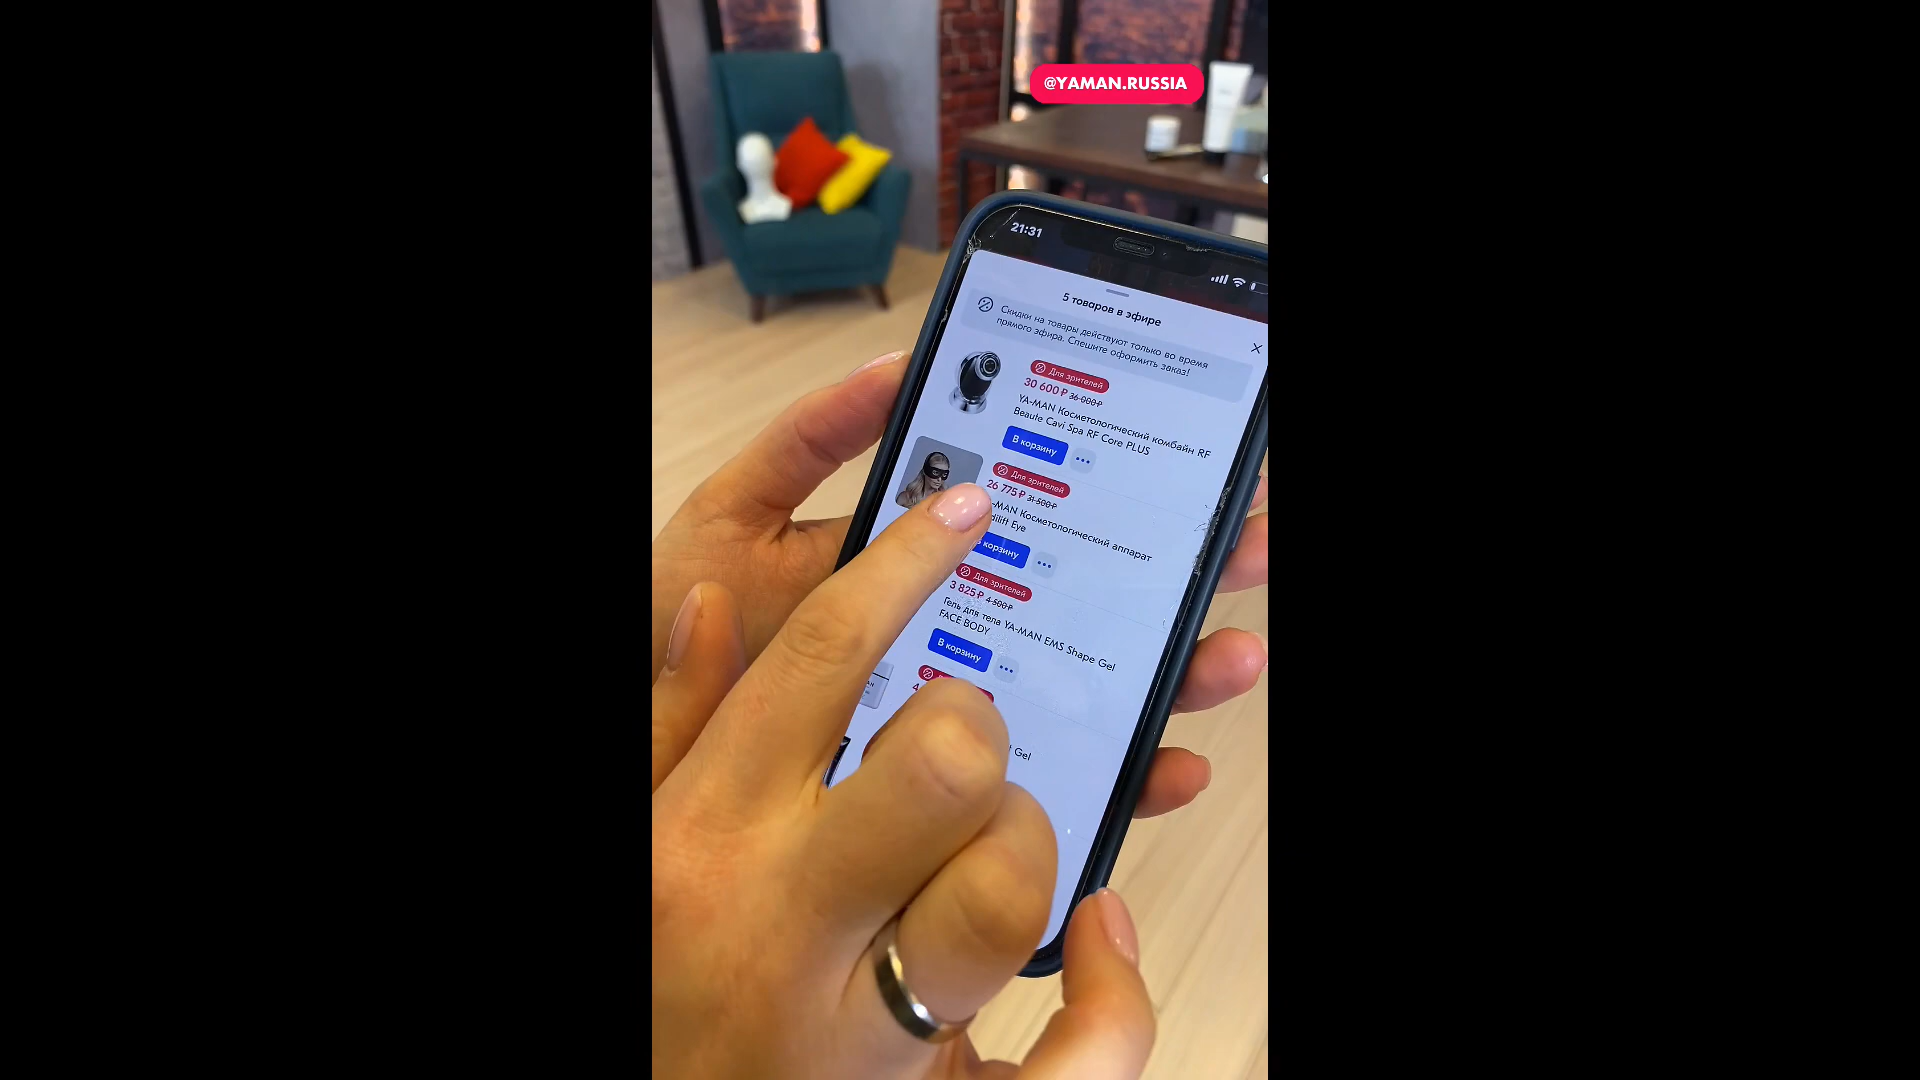 @YAMAN.RUSSIA
21:31
5 товаров в эфире
Скидки на товары действуют только во время
прямого эфира. Спешите оформить заказ!
Для зрителей
30 600 ₽ 36 000 ₽
YA-MAN Косметологический комбайн RF
Beaute Cavi Spa RF Core PLUS
В корзину
Для зрителей
26 775 ₽ 31 500 ₽
-MAN Косметологический аппарат
Eye
корзину
Для зрителей
3 825 ₽ 4 500 ₽
Гель для тела YA-MAN EMS Shape Gel
FACE BODY
В корзину
4
Gel